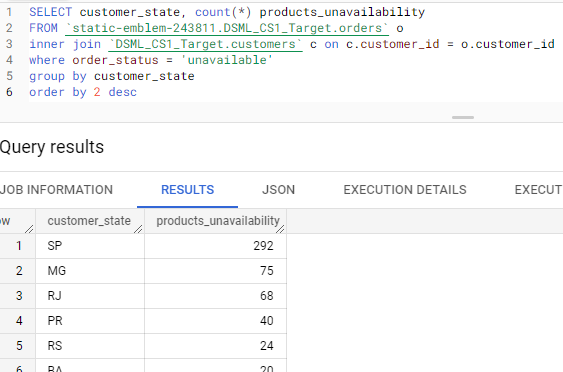 1 SELECT customer_state, count(*) products_unavailability
2 FROM `static-emblem-243811.DSML_CS1_Target.orders` o
3 inner join `DSML_CS1_Target.customers` c on c.customer_id = o.customer_id
4 where order_status = 'unavailable'
5 group by customer_state
6 order by 2 desc
Query results
JOB INFORMATION RESULTS JSON EXECUTION DETAILS EXECUT
ow customer_state products_unavailability
1 SP 292
2 MG 75
3 RJ 68
4 PR 40
5 RS 24
6 BA 20